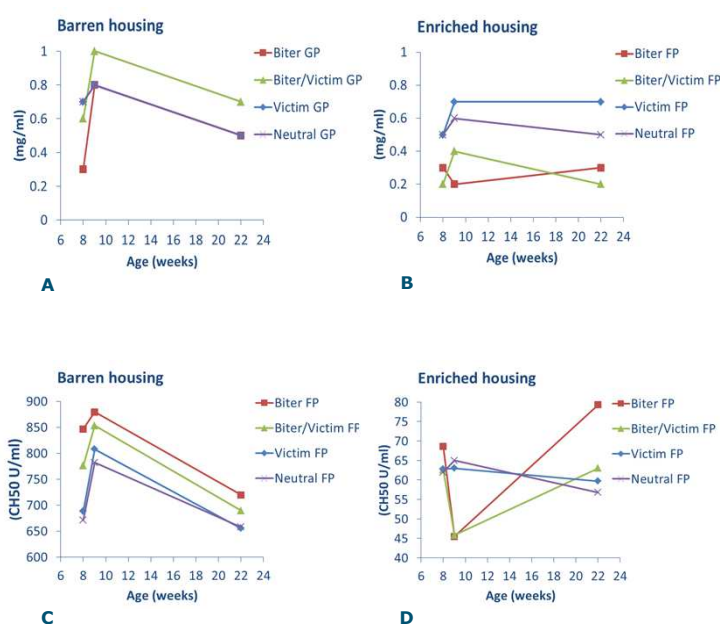 Barren housing
1
0.8
0.6
0.4
0.2
0
(mg/ml)
6 8 10 12 14 16 18 20 22 24
Age (weeks)
Biter GP
Biter/Victim GP
Victim GP
Neutral GP
A
Enriched housing
1
0.8
0.6
0.4
0.2
0
(mg/ml)
6 8 10 12 14 16 18 20 22 24
Age (weeks)
Biter FP
Biter/Victim FP
Victim FP
Neutral FP
B
Barren housing
900
850
800
750
700
650
600
(CH50 U/ml)
6 8 10 12 14 16 18 20 22 24
Age (weeks)
Biter FP
Biter/Victim FP
Victim FP
Neutral FP
C
Enriched housing
80
75
70
65
60
55
50
45
40
(CH50 U/ml)
6 8 10 12 14 16 18 20 22 24
Age (weeks)
Biter FP
Biter/Victim FP
Victim FP
Neutral FP
D